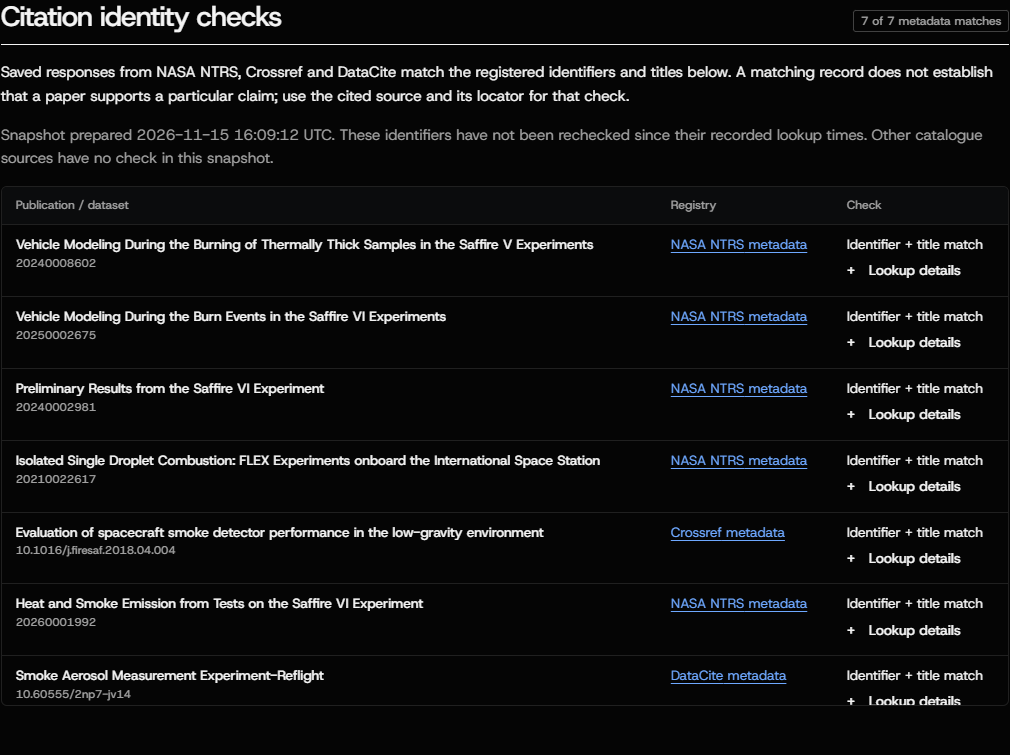 Citation identity checks
7 of 7 metadata matches
Saved responses from NASA NTRS, Crossref and DataCite match the registered identifiers and titles below. A matching record does not establish
that a paper supports a particular claim; use the cited source and its locator for that check.
Snapshot prepared 2026-11-15 16:09:12 UTC. These identifiers have not been rechecked since their recorded lookup times. Other catalogue
sources have no check in this snapshot.
Publication / dataset Registry Check
Vehicle Modeling During the Burning of Thermally Thick Samples in the Saffire V Experiments NASA NTRS metadata Identifier + title match
20240008602
+ Lookup details
Vehicle Modeling During the Burn Events in the Saffire VI Experiments NASA NTRS metadata Identifier + title match
20250002675
+ Lookup details
Preliminary Results from the Saffire VI Experiment NASA NTRS metadata Identifier + title match
20240002981
+ Lookup details
Isolated Single Droplet Combustion: FLEX Experiments onboard the International Space Station NASA NTRS metadata Identifier + title match
20210022617
+ Lookup details
Evaluation of spacecraft smoke detector performance in the low-gravity environment Crossref metadata Identifier + title match
10.1016/j.firesaf.2018.04.004
+ Lookup details
Heat and Smoke Emission from Tests on the Saffire VI Experiment NASA NTRS metadata Identifier + title match
20260001992
+ Lookup details
Smoke Aerosol Measurement Experiment-Reflight DataCite metadata Identifier + title match
10.60555/2np7-jv14
+ Lookup details